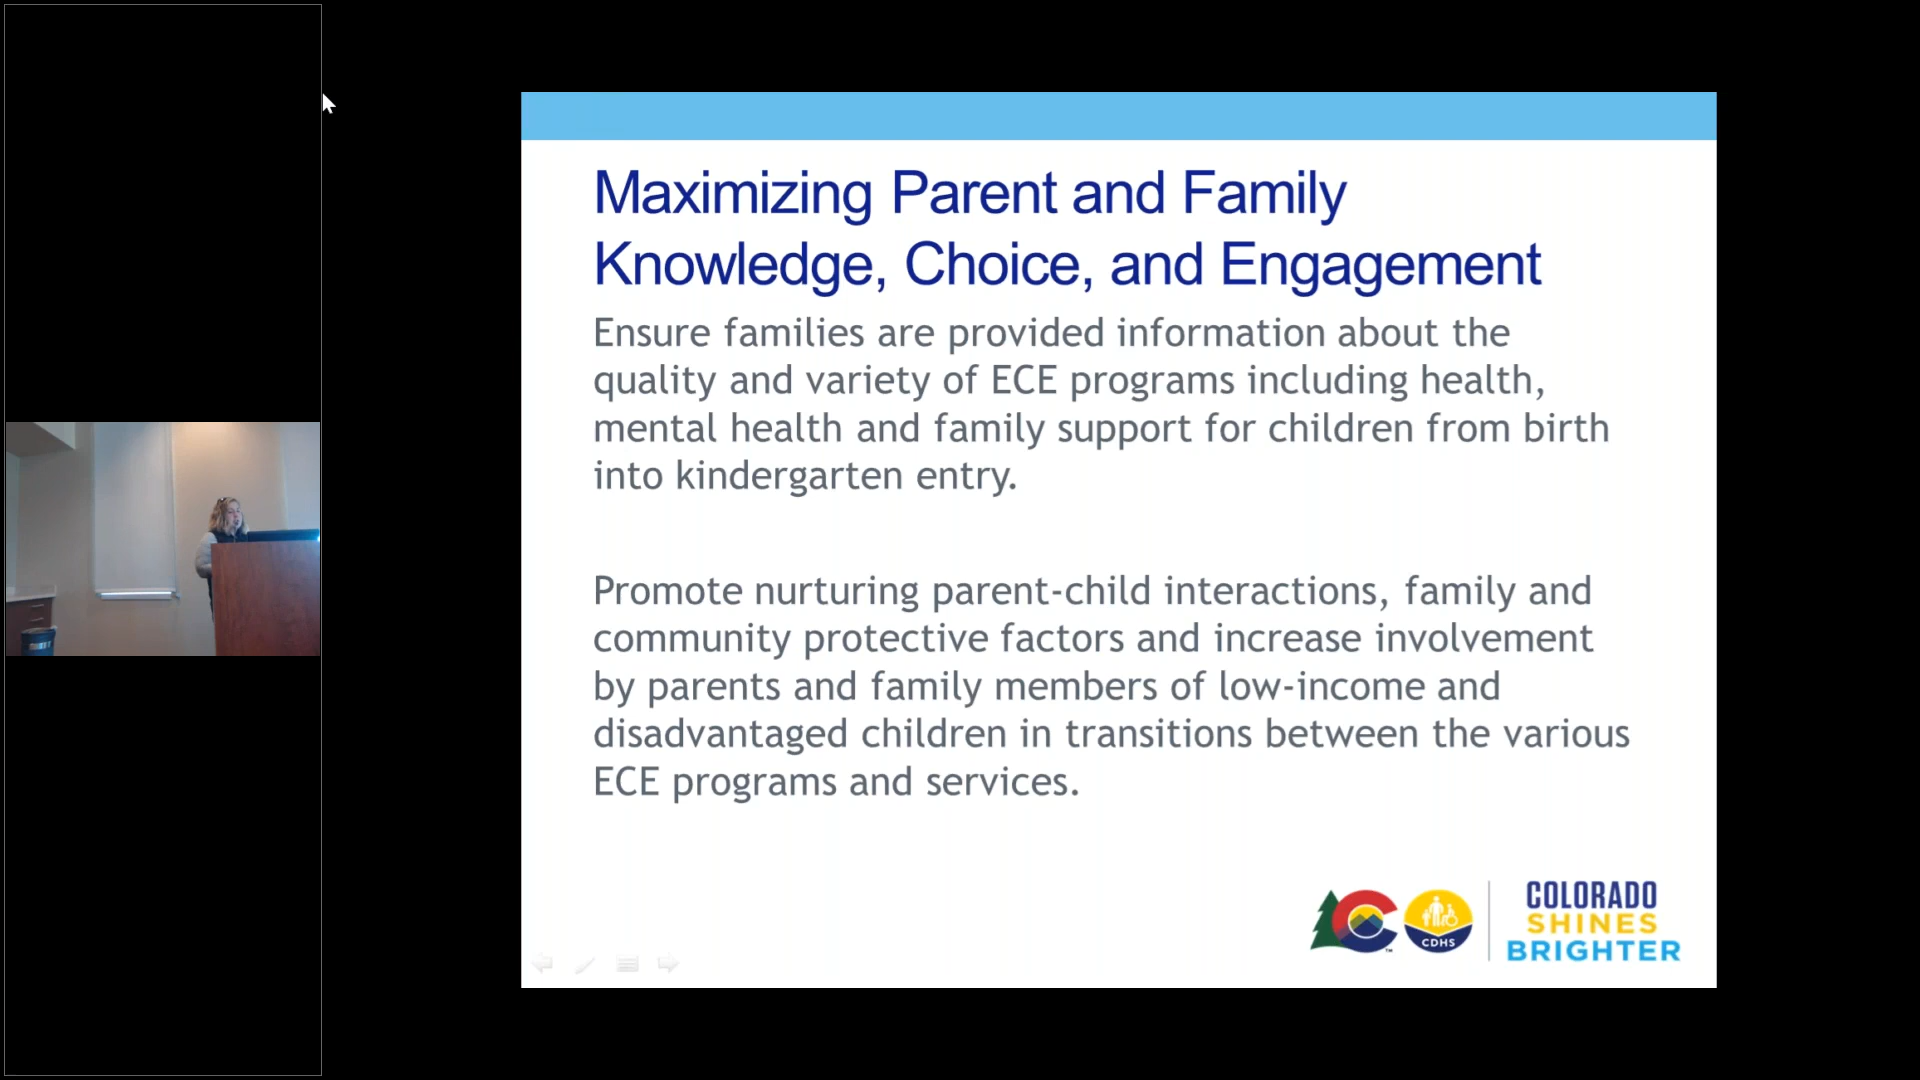 Maximizing Parent and Family
Knowledge, Choice, and Engagement
Ensure families are provided information about the
quality and variety of ECE programs including health,
mental health and family support for children from birth
into kindergarten entry.
Promote nurturing parent-child interactions, family and
community protective factors and increase involvement
by parents and family members of low-income and
disadvantaged children in transitions between the various
ECE programs and services.
CDHS
COLORADO
SHINES
BRIGHTER